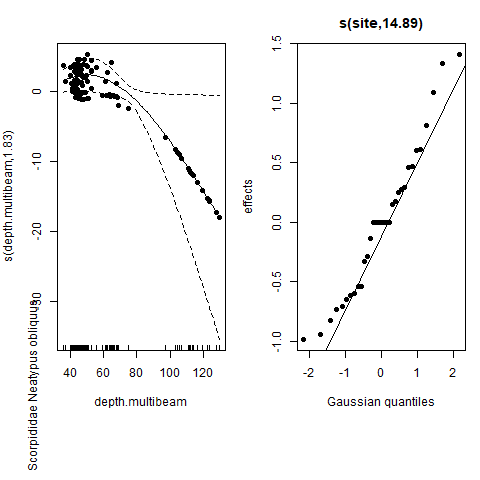 s(site,14.89)
s(depth.multibeam,1.83)
Scorpididae Neatypus obliquus
0
-10
-20
-30
40 60 80 100 120
depth.multibeam
effects
1.5
1.0
0.5
0.0
-0.5
-1.0
-2 -1 0 1 2
Gaussian quantiles